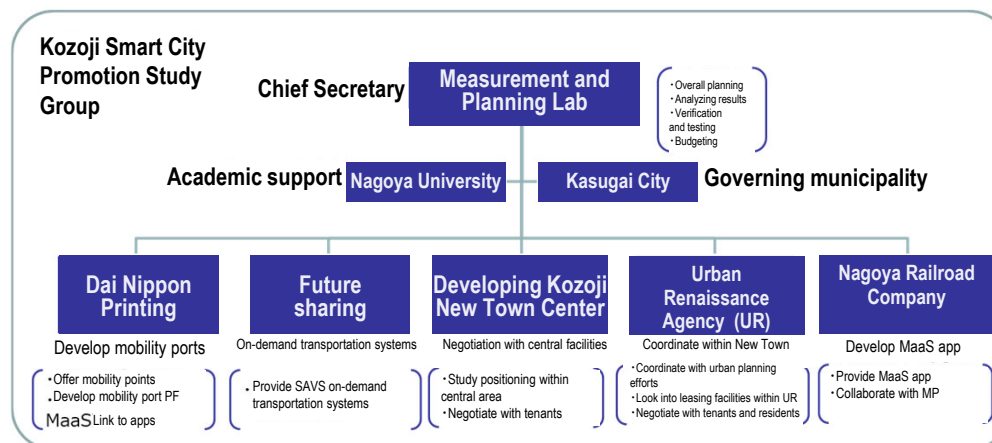 Kozoji Smart City
Promotion Study
Group
Chief Secretary
Measurement and
Planning Lab
・Overall planning
・Analyzing results
・Verification
and testing
・Budgeting
Academic support
Nagoya University
Kasugai City
Governing municipality
Dai Nippon
Printing
Develop mobility ports
・Offer mobility points
・Develop mobility port PF
MaaS Link to apps
Future
sharing
On-demand transportation systems
・Provide SAVS on-demand
transportation systems
Developing Kozoji
New Town Center
Negotiation with central facilities
・Study positioning within
central area
・Negotiate with tenants
Urban
Renaissance
Agency (UR)
Coordinate within New Town
・Coordinate with urban planning
efforts
・Look into leasing facilities within UR
・Negotiate with tenants and residents
Nagoya Railroad
Company
Develop MaaS app
・Provide MaaS app
・Collaborate with MP